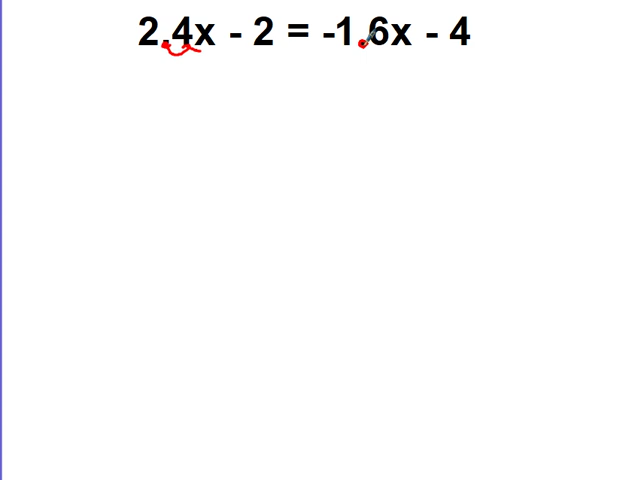 2.4x - 2 = -1.6x - 4